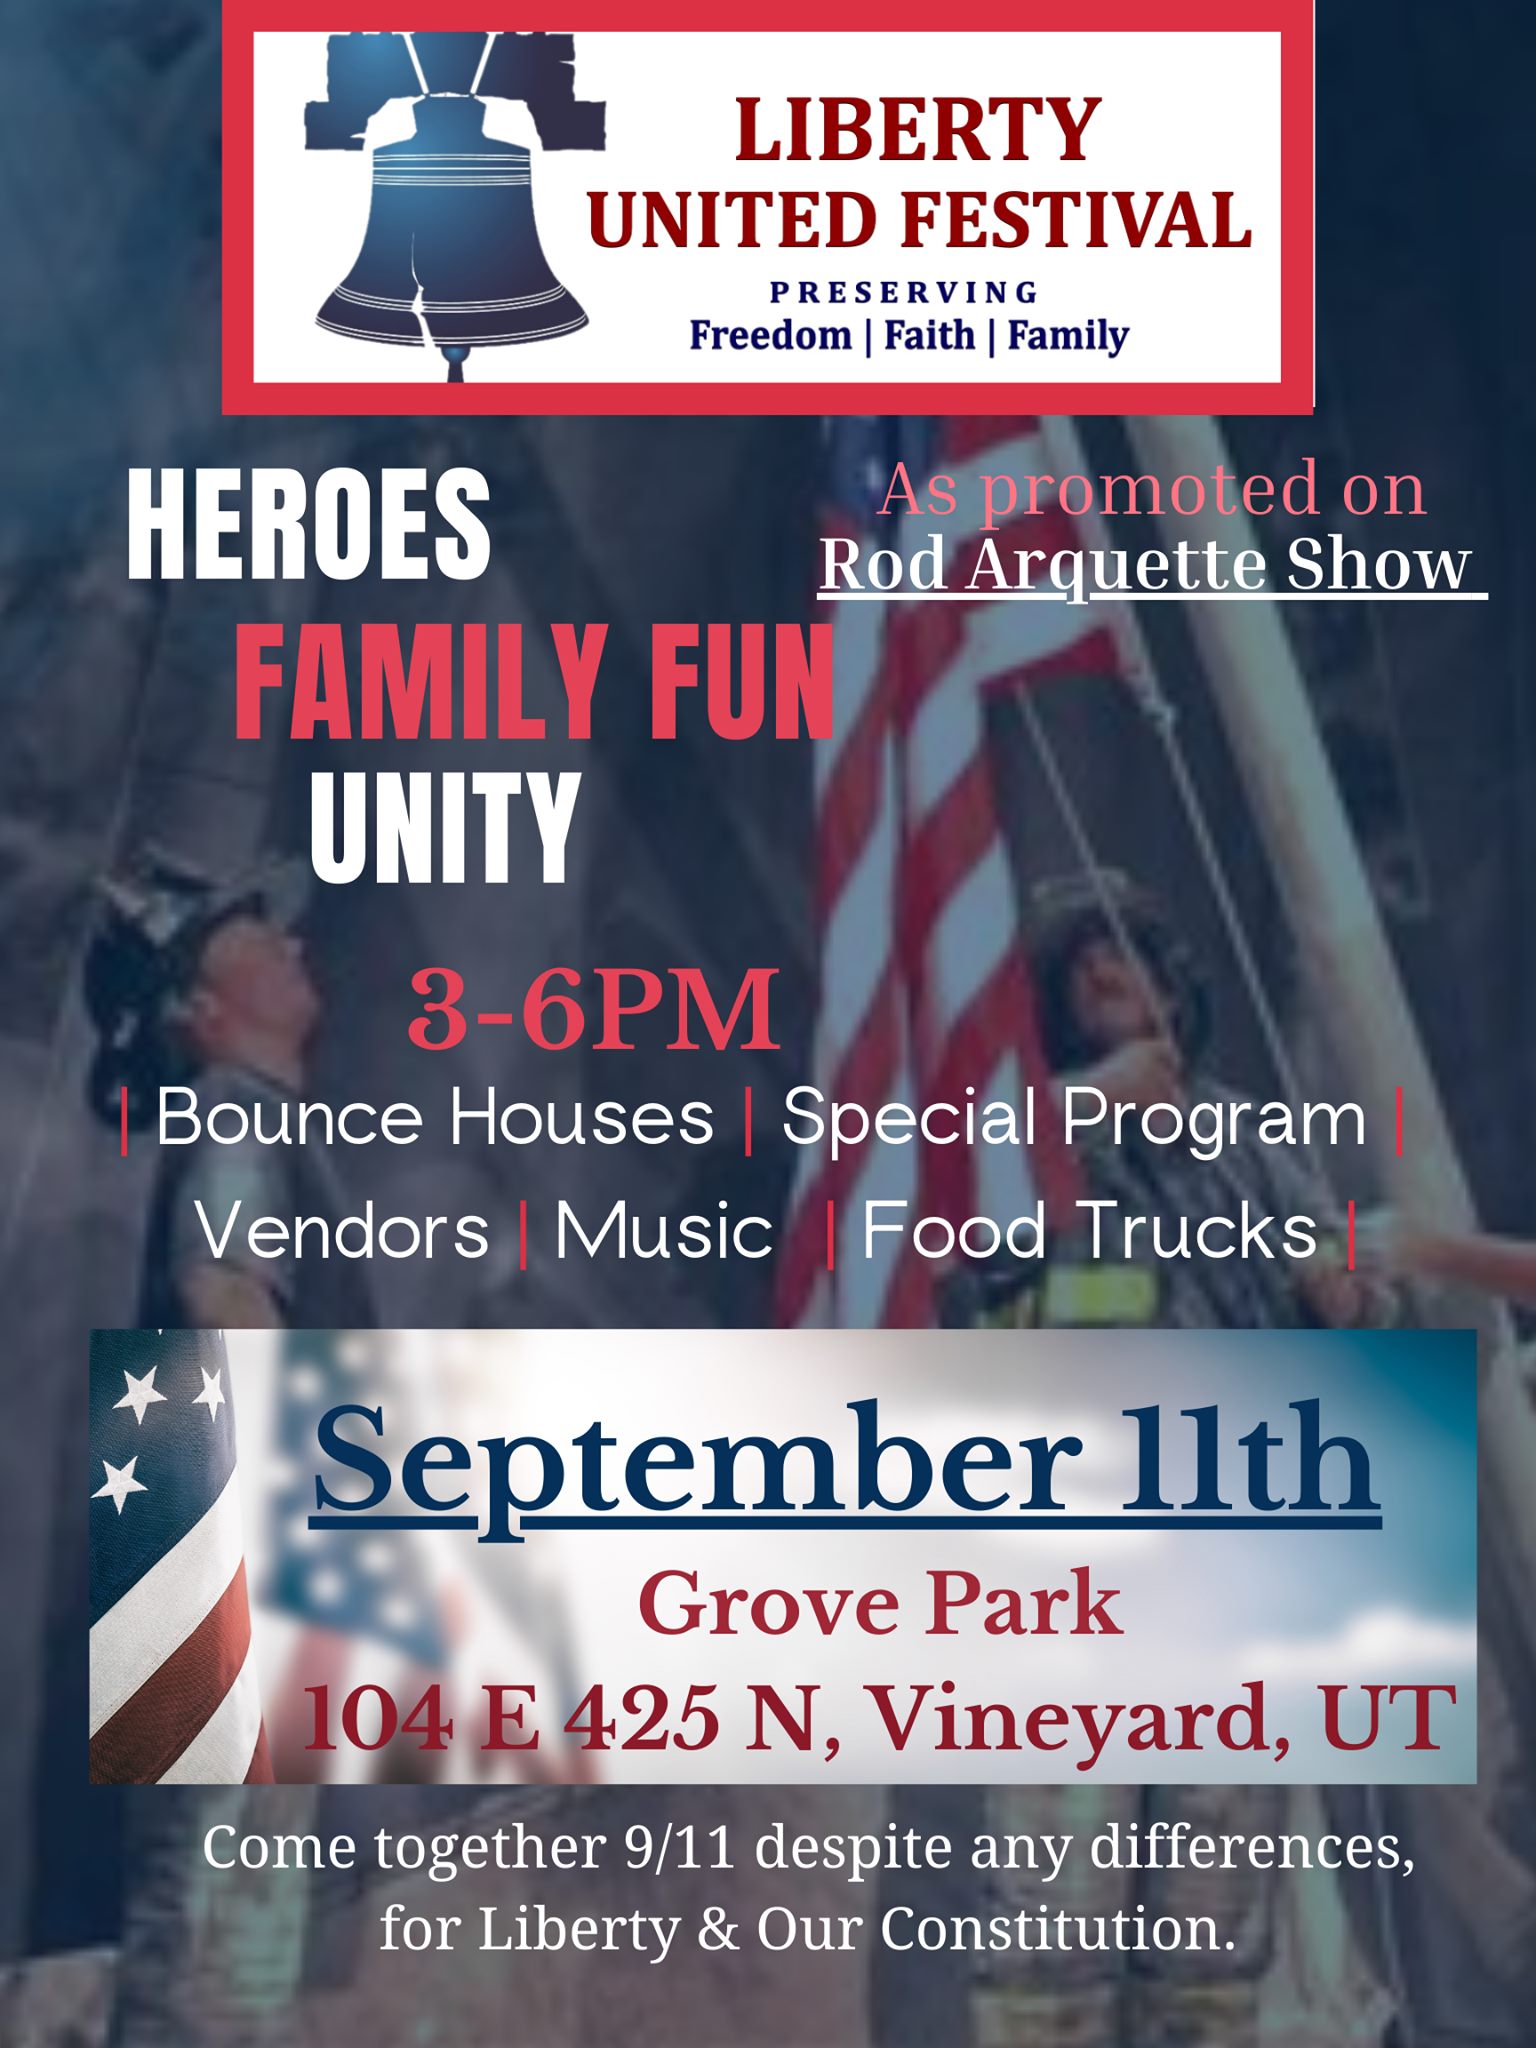 LIBERTY
UNITED FESTIVAL
PRESERVING
Freedom | Faith | Family
HEROES
As promoted on
Rod Arquette Show
FAMILY FUN
UNITY
3-6PM
| Bounce Houses | Special Program |
Vendors | Music | Food Trucks |
September 11th
Grove Park
104 E 425 N, Vineyard, UT
Come together 9/11 despite any differences,
for Liberty & Our Constitution.